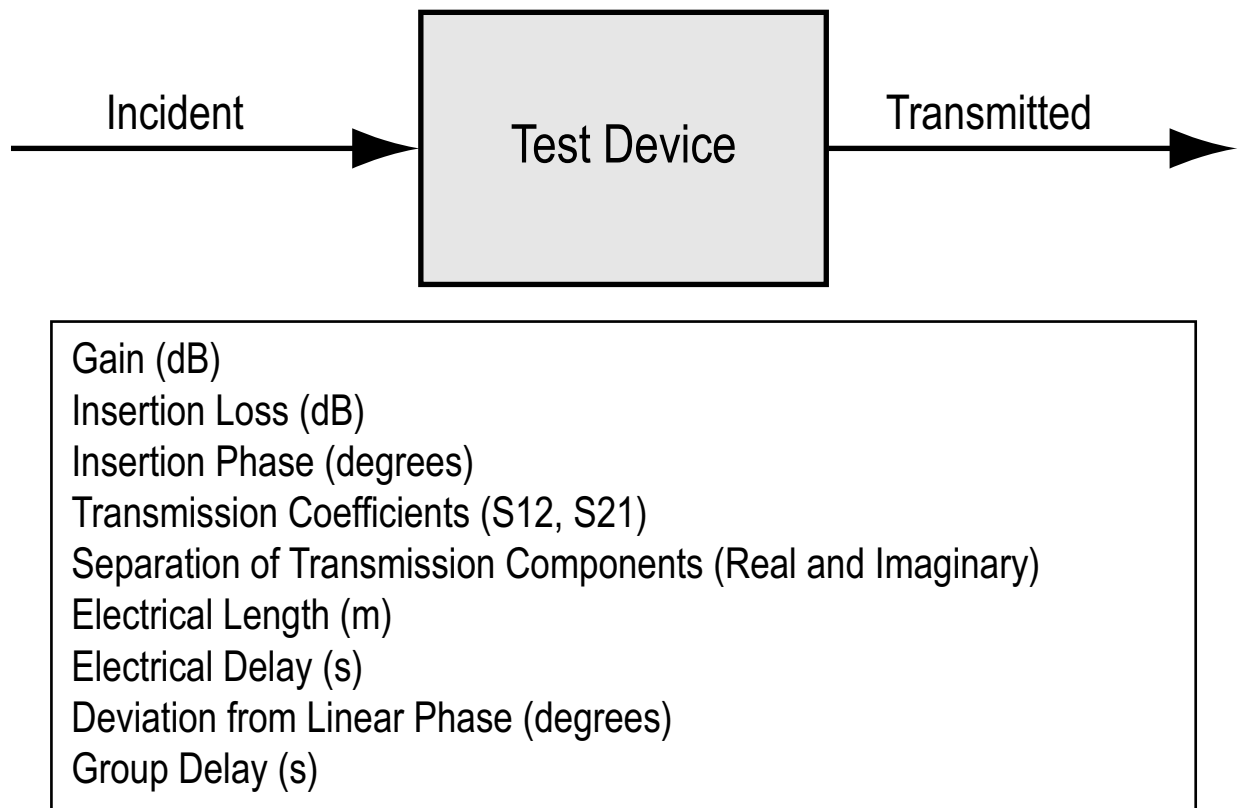 Incident
Test Device
Transmitted
Gain (dB)
Insertion Loss (dB)
Insertion Phase (degrees)
Transmission Coefficients (S12, S21)
Separation of Transmission Components (Real and Imaginary)
Electrical Length (m)
Electrical Delay (s)
Deviation from Linear Phase (degrees)
Group Delay (s)